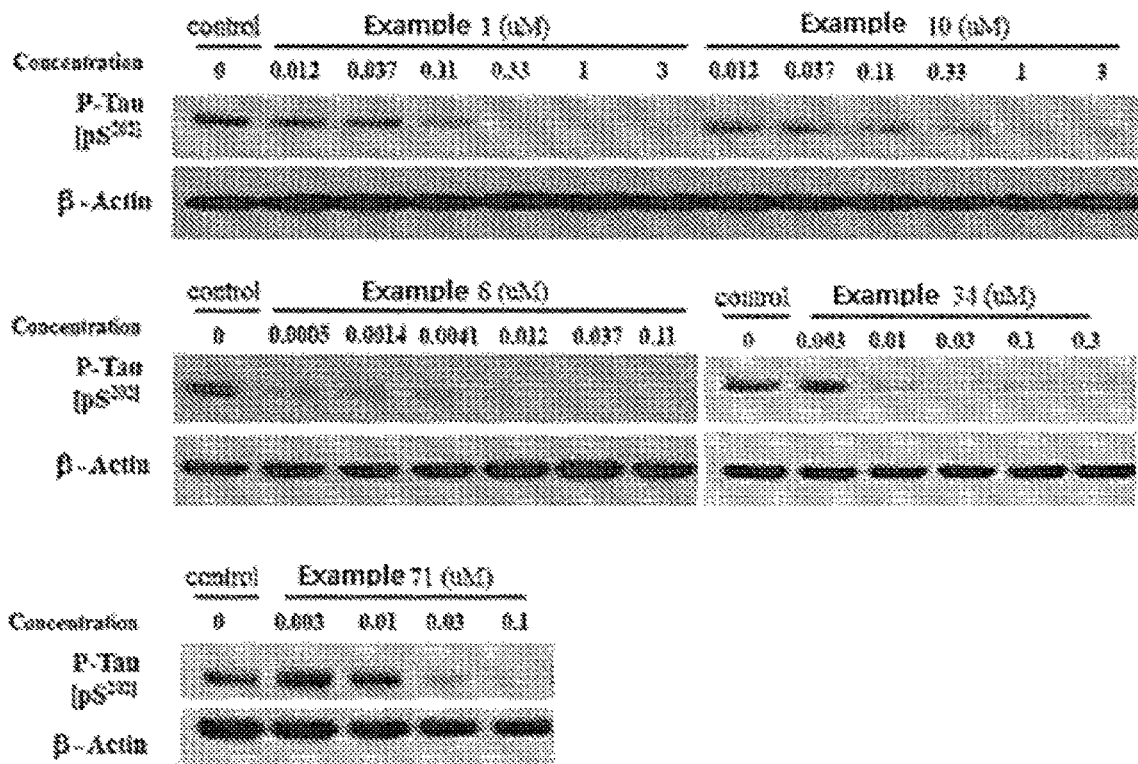 control Example 1 (uM) Example 10 (uM)
Concentration 0 0.012 0.037 0.11 0.33 1 3 0.012 0.037 0.11 0.33 1 3
P-Tau
[pS²⁰²]
β-Actin
control Example 6 (uM) control Example 34 (uM)
Concentration 0 0.0005 0.0014 0.0041 0.012 0.037 0.11 0 0.003 0.01 0.03 0.1 0.3
P-Tau
[pS²⁰²]
β-Actin
control Example 71 (uM)
Concentration 0 0.003 0.01 0.03 0.1
P-Tau
[pS²⁰²]
β-Actin